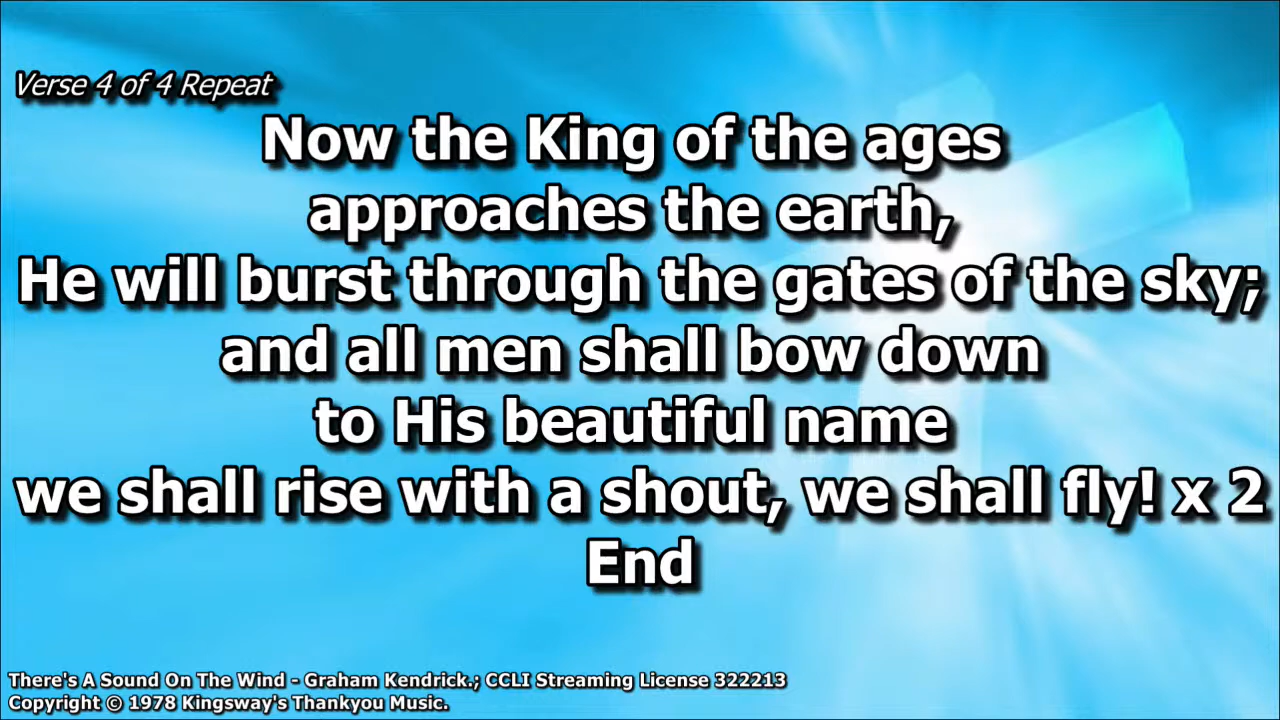 Verse 4 of 4 Repeat
Now the King of the ages
approaches the earth,
He will burst through the gates of the sky;
and all men shall bow down
to His beautiful name
we shall rise with a shout, we shall fly! x 2
End
There's A Sound On The Wind - Graham Kendrick.; CCLI Streaming License 322213
Copyright © 1978 Kingsway's Thankyou Music.